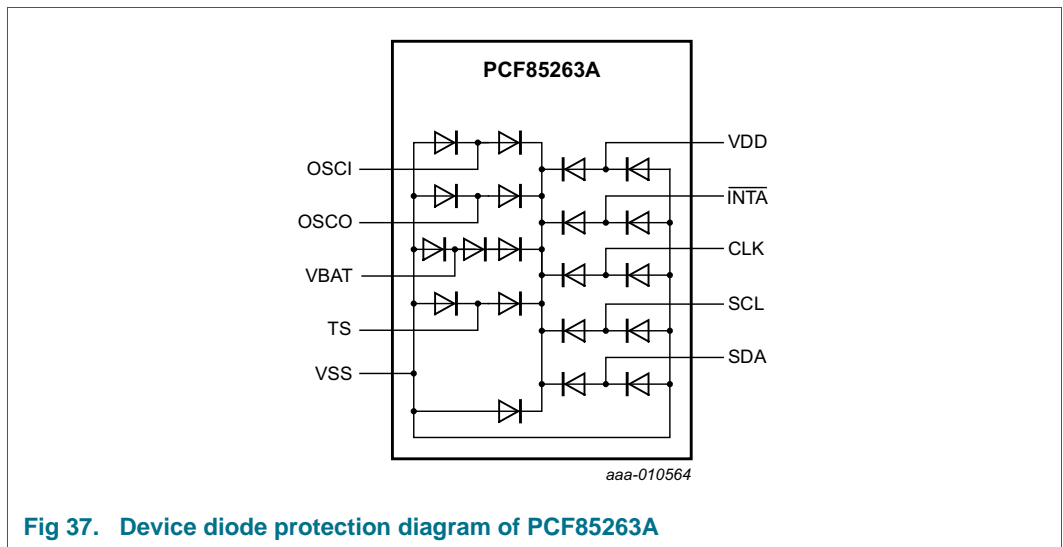 PCF85263A
OSCI
OSCO
VBAT
TS
VSS
VDD
INTA
CLK
SCL
SDA
aaa-010564
Fig 37. Device diode protection diagram of PCF85263A